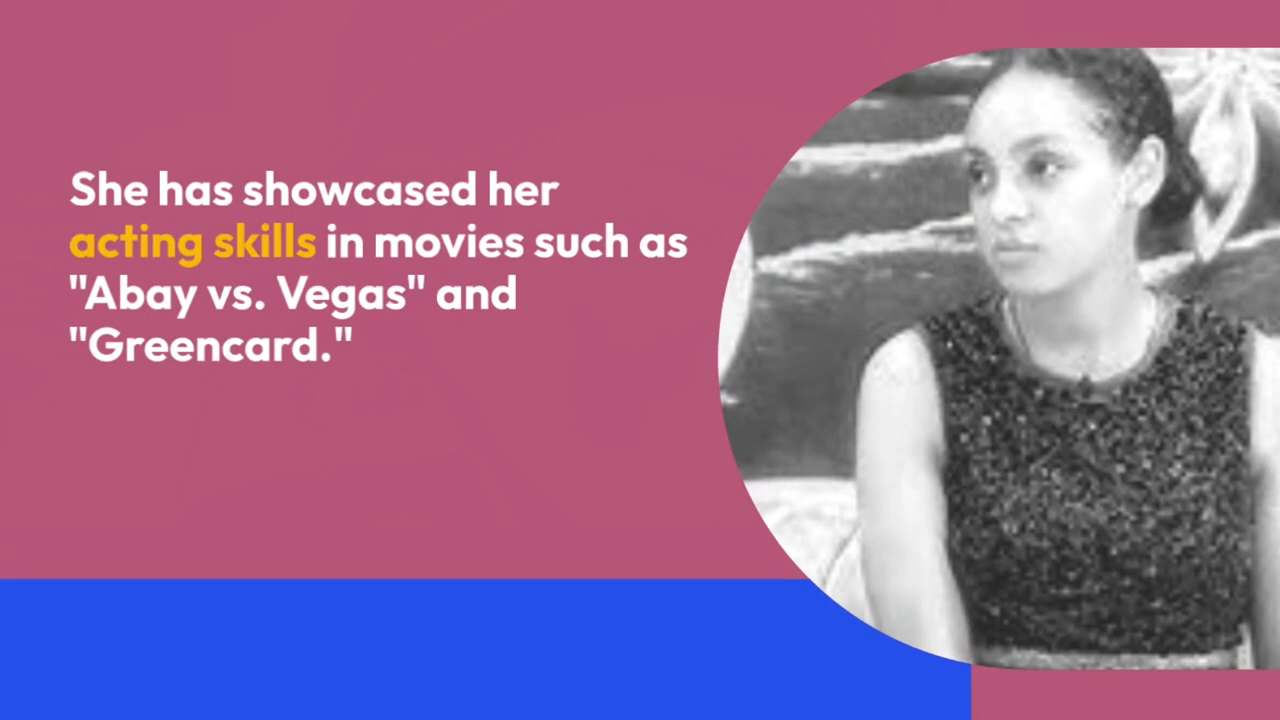 She has showcased her
acting skills in movies such as
"Abay vs. Vegas" and
"Greencard."